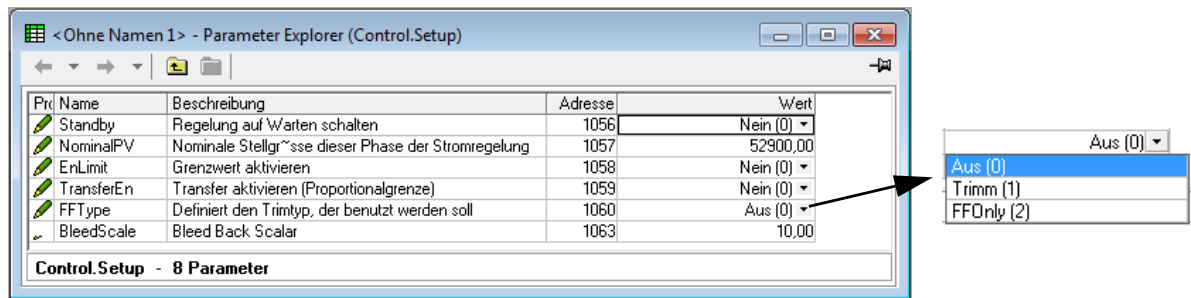 <Ohne Namen 1> - Parameter Explorer (Control.Setup)
Pro Name Beschreibung Adresse Wert
Standby Regelung auf Warten schalten 1056 Nein (0)
NominalPV Nominale Stellgr~sse dieser Phase der Stromregelung 1057 52900,00
EnLimit Grenzwert aktivieren 1058 Nein (0)
TransferEn Transfer aktivieren (Proportionalgrenze) 1059 Nein (0)
FFType Definiert den Trimtyp, der benutzt werden soll 1060 Aus (0)
BleedScale Bleed Back Scalar 1063 10,00
Control.Setup - 8 Parameter
Aus (0)
Aus (0)
Trimm (1)
FFOnly (2)